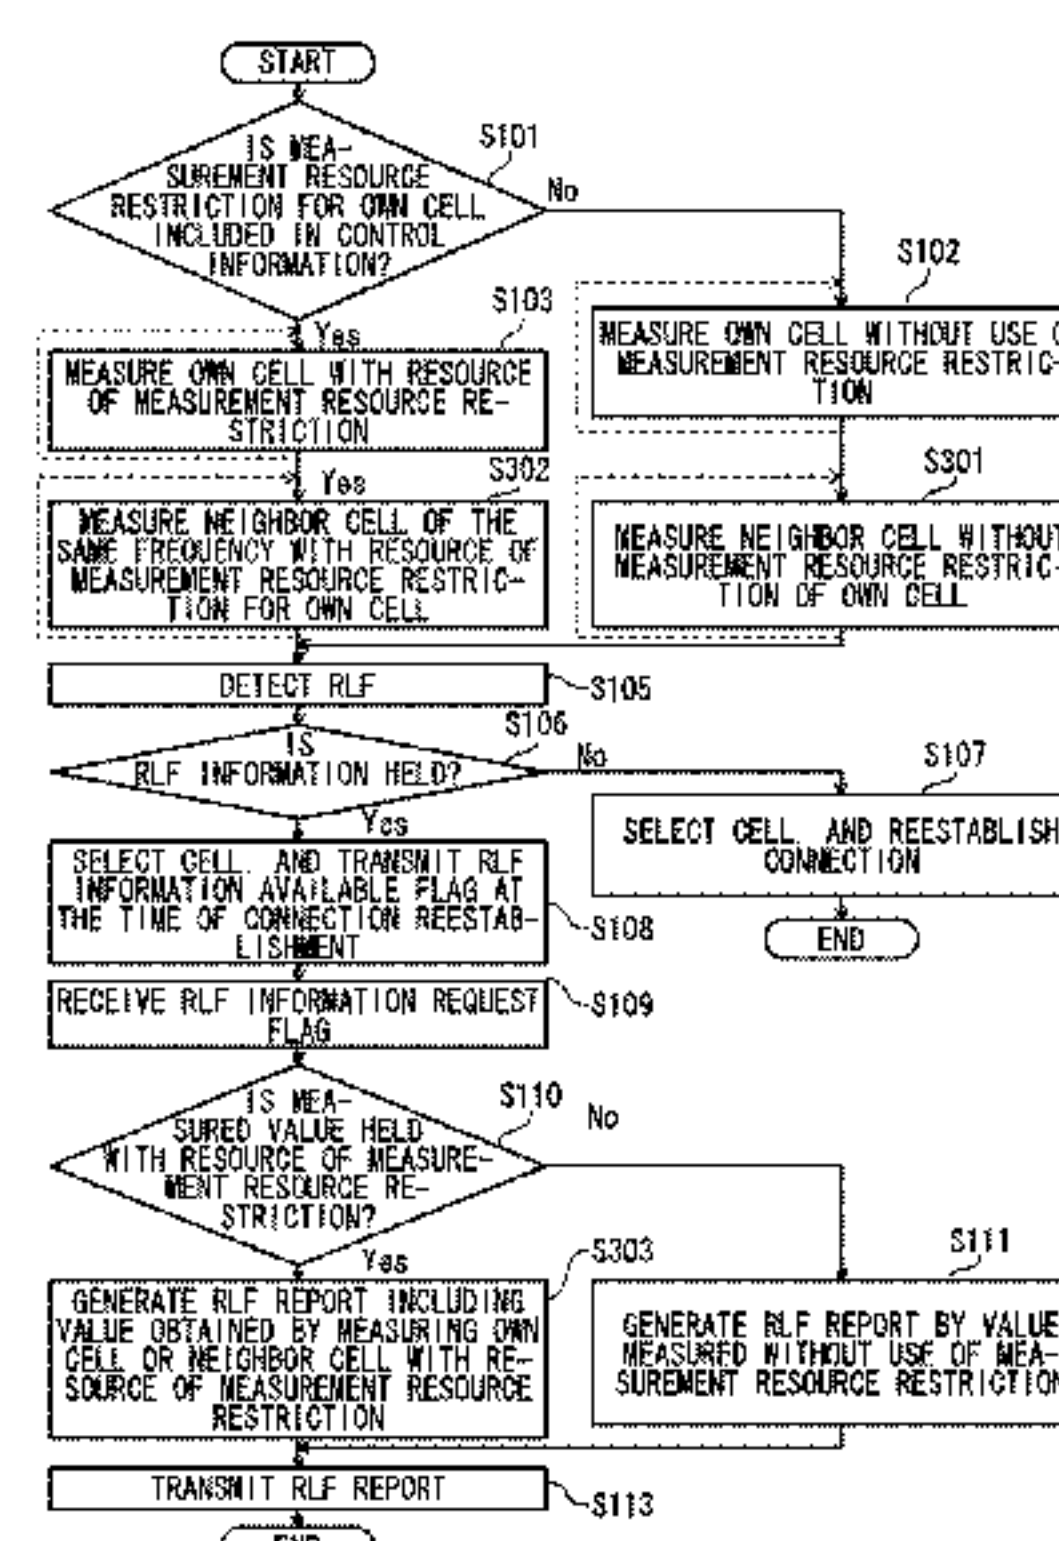 START
IS MEA-
SUREMENT RESOURCE
RESTRICTION FOR OWN CELL
INCLUDED IN CONTROL
INFORMATION?
S101
No
S103
Yes
MEASURE OWN CELL WITH RESOURCE
OF MEASUREMENT RESOURCE RE-
STRICTION
S102
MEASURE OWN CELL WITHOUT USE
MEASUREMENT RESOURCE RESTRIC-
TION
S302
Yes
MEASURE NEIGHBOR CELL OF THE
SAME FREQUENCY WITH RESOURCE OF
MEASUREMENT RESOURCE RESTRIC-
TION FOR OWN CELL
S301
MEASURE NEIGHBOR CELL WITHOUT
MEASUREMENT RESOURCE RESTRIC-
TION OF OWN CELL
DETECT RLF
S105
IS
RLF INFORMATION HELD?
S106
No
Yes
S107
SELECT CELL. AND REESTABLISH
CONNECTION
END
SELECT CELL. AND TRANSMIT RLF
INFORMATION AVAILABLE FLAG AT
THE TIME OF CONNECTION REESTAB-
LISHMENT
S108
RECEIVE RLF INFORMATION REQUEST
FLAG
S109
IS MEA-
SURED VALUE HELD
WITH RESOURCE OF MEASURE-
MENT RESOURCE RE-
STRICTION?
S110
No
Yes
S303
GENERATE RLF REPORT INCLUDING
VALUE OBTAINED BY MEASURING OWN
CELL OR NEIGHBOR CELL WITH RE-
SOURCE OF MEASUREMENT RESOURCE
RESTRICTION
S111
GENERATE RLF REPORT BY VALUE
MEASURED WITHOUT USE OF MEA-
SUREMENT RESOURCE RESTRICTION
TRANSMIT RLF REPORT
S113
END